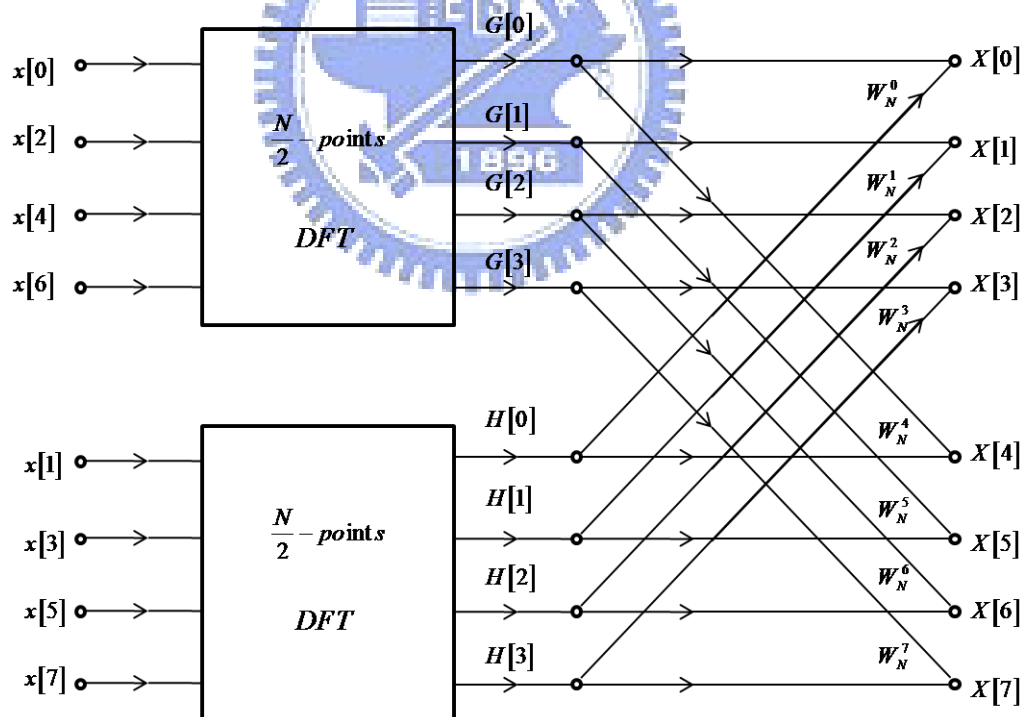 G[0]
x[0] X[0]
W_N^0
G[1]
x[2] N/2 - points X[1]
1896
G[2] W_N^1
x[4] DFT X[2]
W_N^2
G[3]
x[6] X[3]
W_N^3
H[0]
W_N^4
x[1] X[4]
H[1]
W_N^5
x[3] N/2 - points X[5]
H[2] W_N^6
x[5] DFT X[6]
H[3] W_N^7
x[7] X[7]